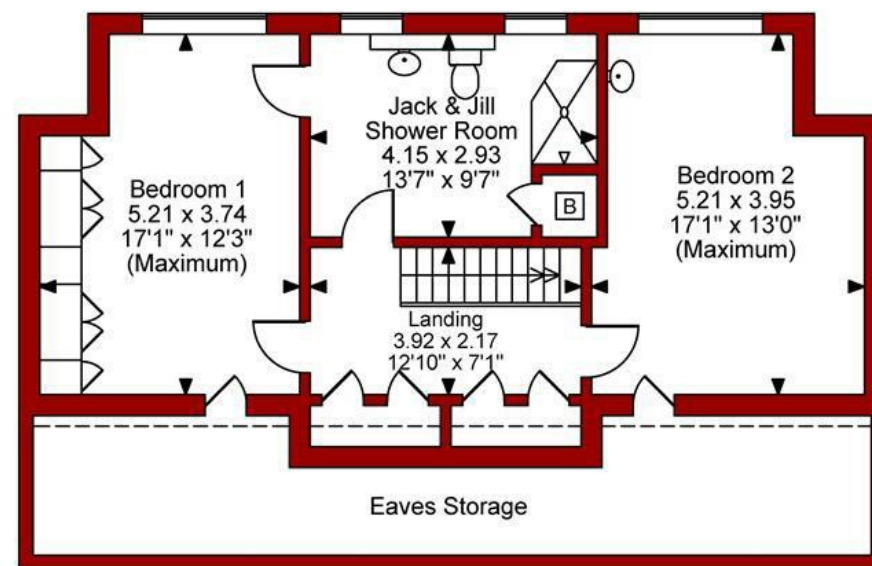 Jack & Jill
Shower Room
4.15 x 2.93
13'7" x 9'7"
Bedroom 1
5.21 x 3.74
17'1" x 12'3"
(Maximum)
B
Bedroom 2
5.21 x 3.95
17'1" x 13'0"
(Maximum)
Landing
3.92 x 2.17
12'10" x 7'1"
Eaves Storage